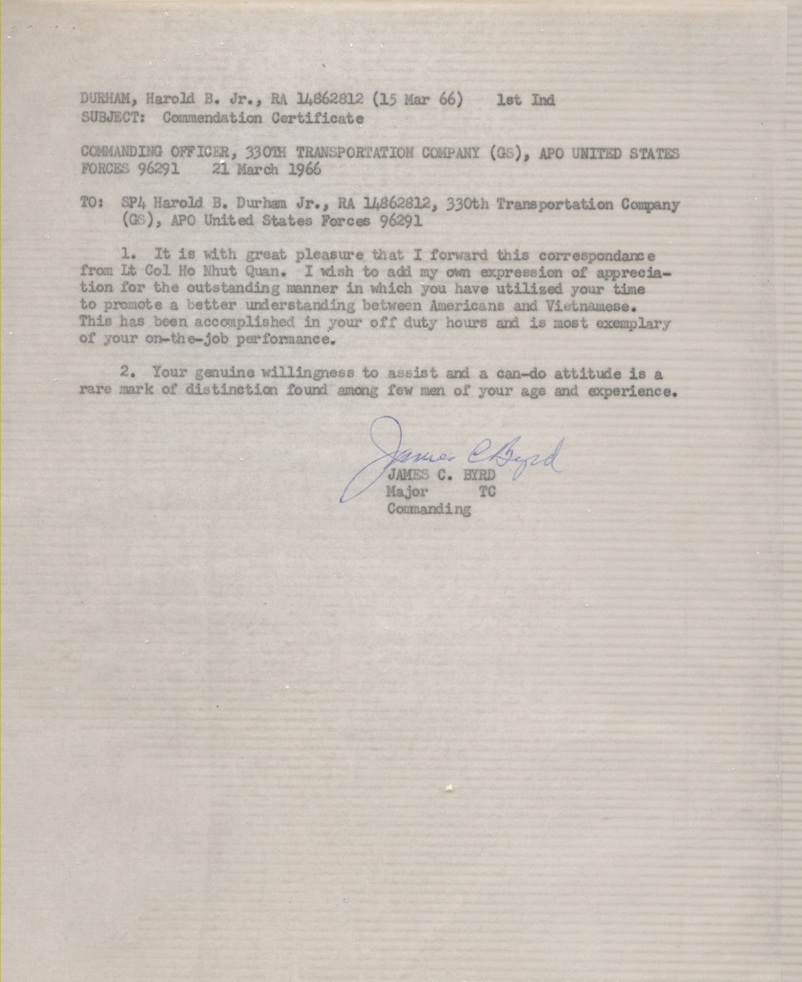 DURHAM, Harold B. Jr., RA 14862812 (15 Mar 66) 1st Ind
SUBJECT: Commendation Certificate
COMMANDING OFFICER, 330TH TRANSPORTATION COMPANY (GS), APO UNITED STATES
FORCES 96291 21 March 1966
TO: SP4 Harold B. Durham Jr., RA 14862812, 330th Transportation Company
(GS), APO United States Forces 96291
1. It is with great pleasure that I forward this correspondance
from Lt Col Ho Nhut Quan. I wish to add my own expression of apprecia-
tion for the outstanding manner in which you have utilized your time
to promote a better understanding between Americans and Vietnamese.
This has been accomplished in your off duty hours and is most exemplary
of your on-the-job performance.
2. Your genuine willingness to assist and a can-do attitude is a
rare mark of distinction found among few men of your age and experience.
James C Byrd
JAMES C. BYRD
Major TC
Commanding